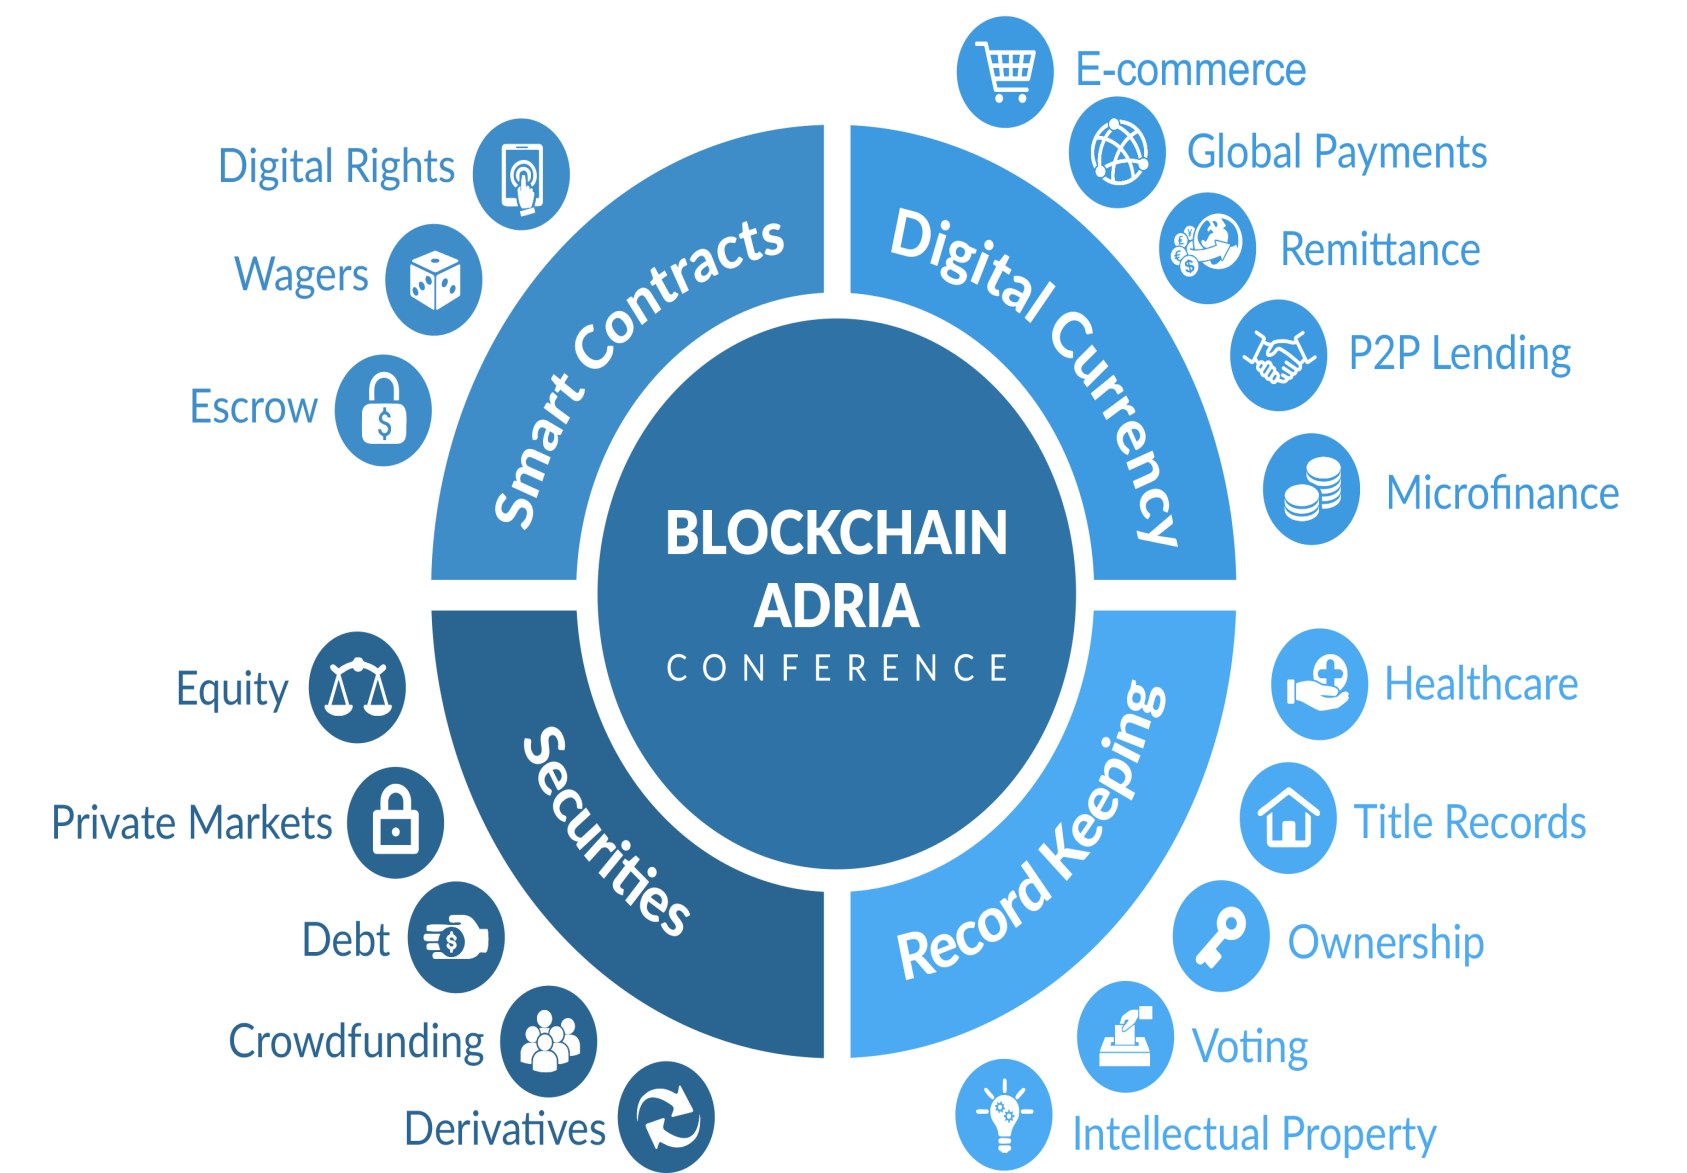 BLOCKCHAIN
ADRIA
CONFERENCE
Smart Contracts
Digital Rights
Wagers
Escrow
Digital Currency
E-commerce
Global Payments
Remittance
P2P Lending
Microfinance
Securities
Equity
Private Markets
Debt
Crowdfunding
Derivatives
Record Keeping
Healthcare
Title Records
Ownership
Voting
Intellectual Property